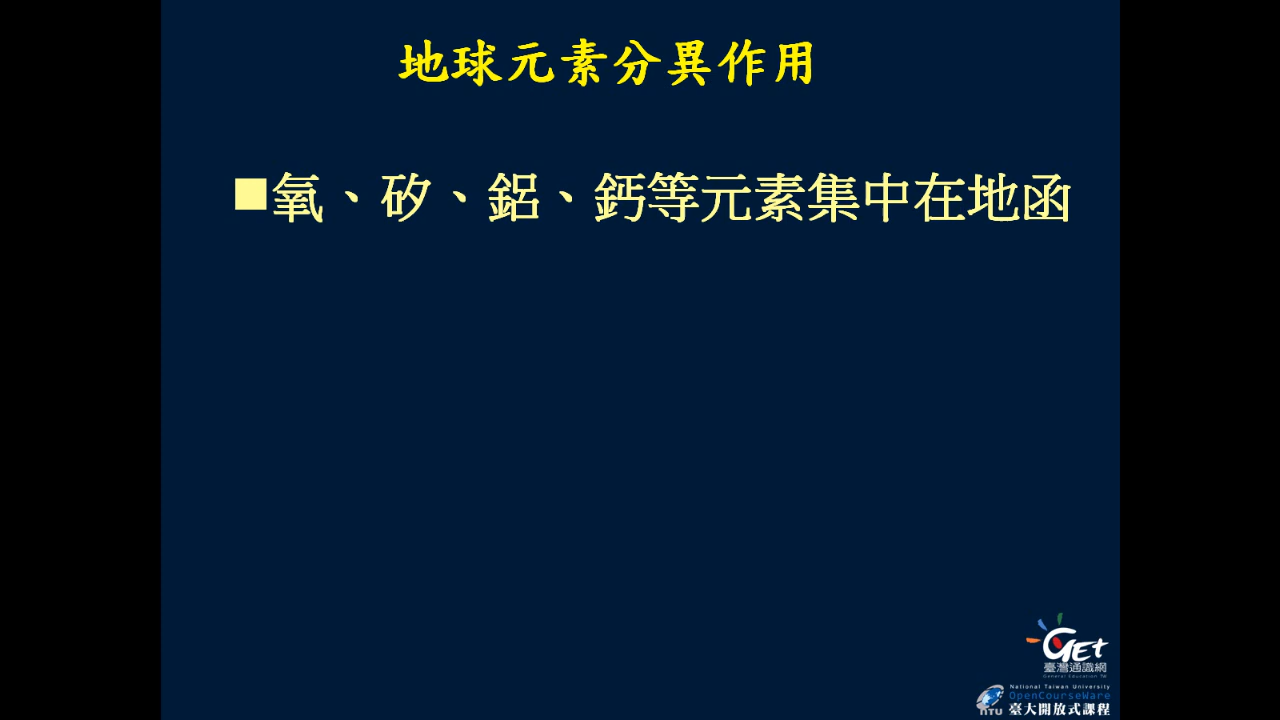 地球元素分異作用
■氧、矽、鋁、鈣等元素集中在地函
GEt
臺灣通識網
General Education TW
National Taiwan University
OpenCourseWare
NTU 臺大開放式課程